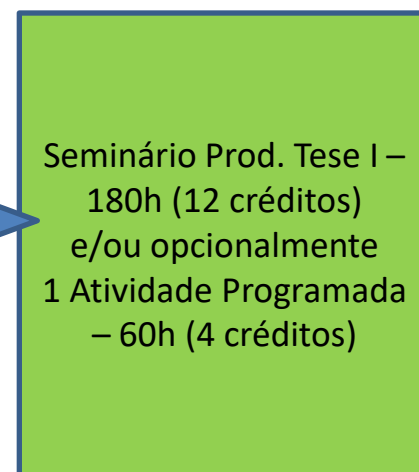 Seminário Prod. Tese I –
180h (12 créditos)
e/ou opcionalmente
1 Atividade Programada
– 60h (4 créditos)